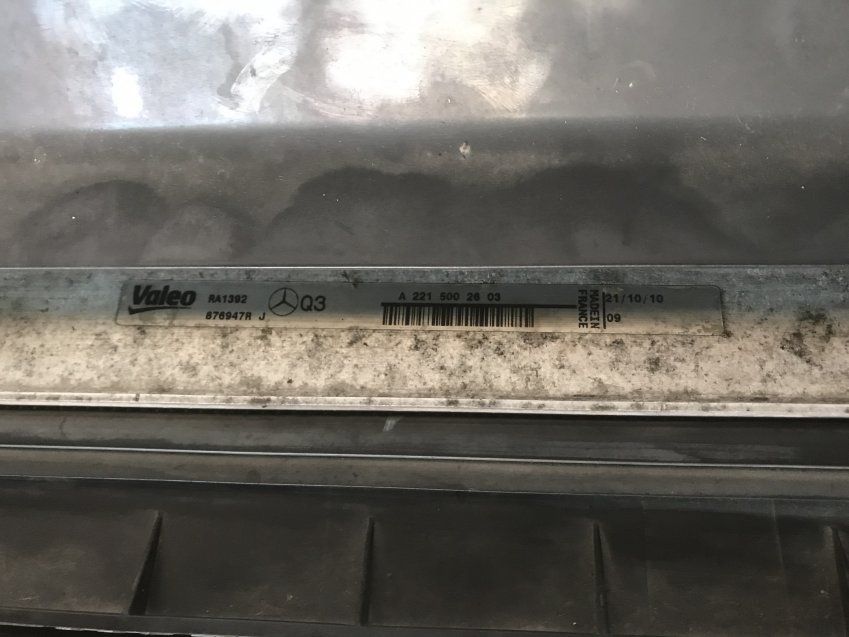 Valeo
RA1392
876947R J
Q3
A 221 500 26 03
MADE IN
FRANCE
21/10/10
09